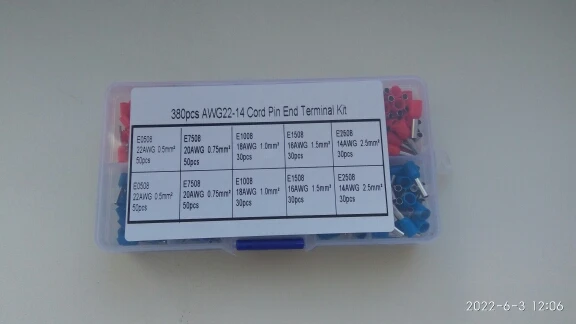 380pcs AWG22-14 Cord Pin End Terminal Kit
E0508 E7508 E1008 E1508 E2508
22AWG 0.5mm² 20AWG 0.75mm² 18AWG 1.0mm² 16AWG 1.5mm² 14AWG 2.5mm²
50pcs 50pcs 30pcs 30pcs 30pcs
E0508 E7508 E1008 E1508 E2508
22AWG 0.5mm² 20AWG 0.75mm² 18AWG 1.0mm² 16AWG 1.5mm² 14AWG 2.5mm²
50pcs 50pcs 30pcs 30pcs 30pcs
2022-6-3 12:06